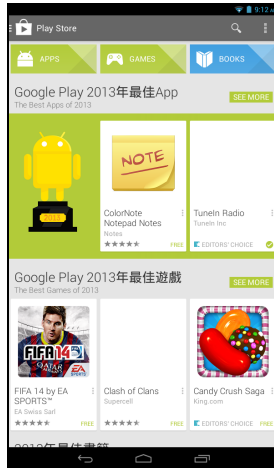 9:12
Play Store
APPS
GAMES
BOOKS
Google Play 2013年最佳App
The Best Apps of 2013
SEE MORE
2013
NOTE
ColorNote
Notepad Notes
Notes
FREE
TuneIn Radio
TuneIn Inc
EDITORS' CHOICE
Google Play 2013年最佳遊戲
The Best Games of 2013
SEE MORE
FIFA 14
EA SPORTS
FIFA 14 by EA
SPORTS™
EA Swiss Sarl
FREE
Clash of Clans
Supercell
FREE
Candy Crush Saga
King.com
EDITORS' CHOICE
FREE